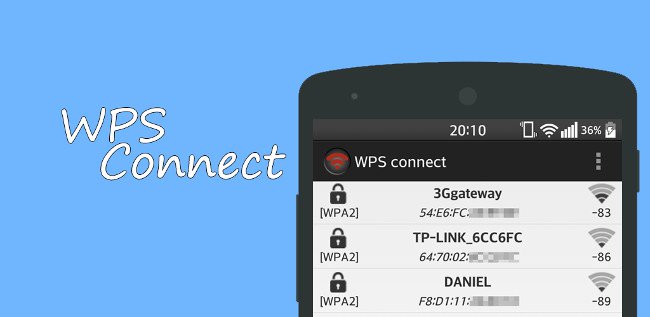 WPS
Connect
20:10 36%
WPS connect
3Ggateway
[WPA2] 54:E6:FC: -83
TP-LINK_6CC6FC
[WPA2] 64:70:02: -86
DANIEL
[WPA2] F8:D1:11: -89